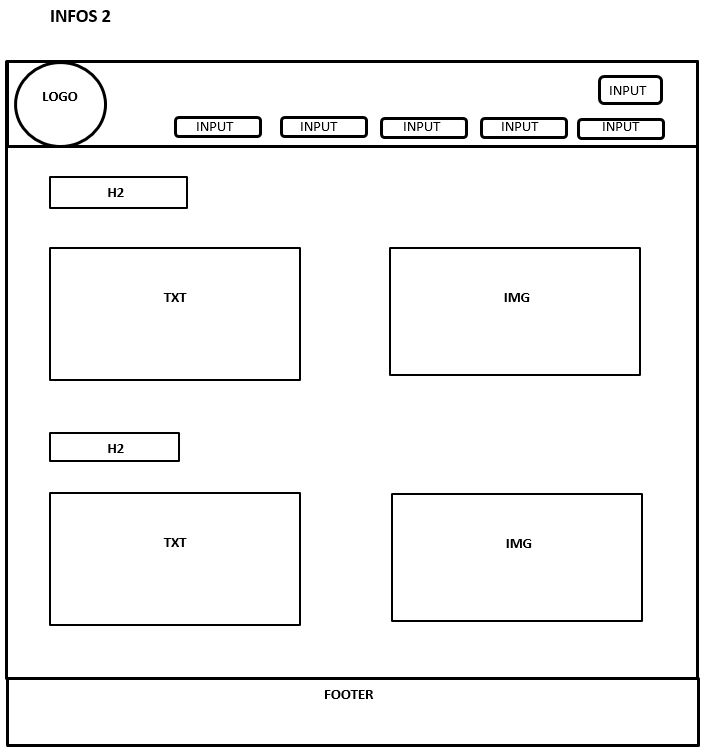 INFOS 2
LOGO
INPUT
INPUT INPUT INPUT INPUT INPUT
H2
TXT IMG
H2
TXT IMG
FOOTER